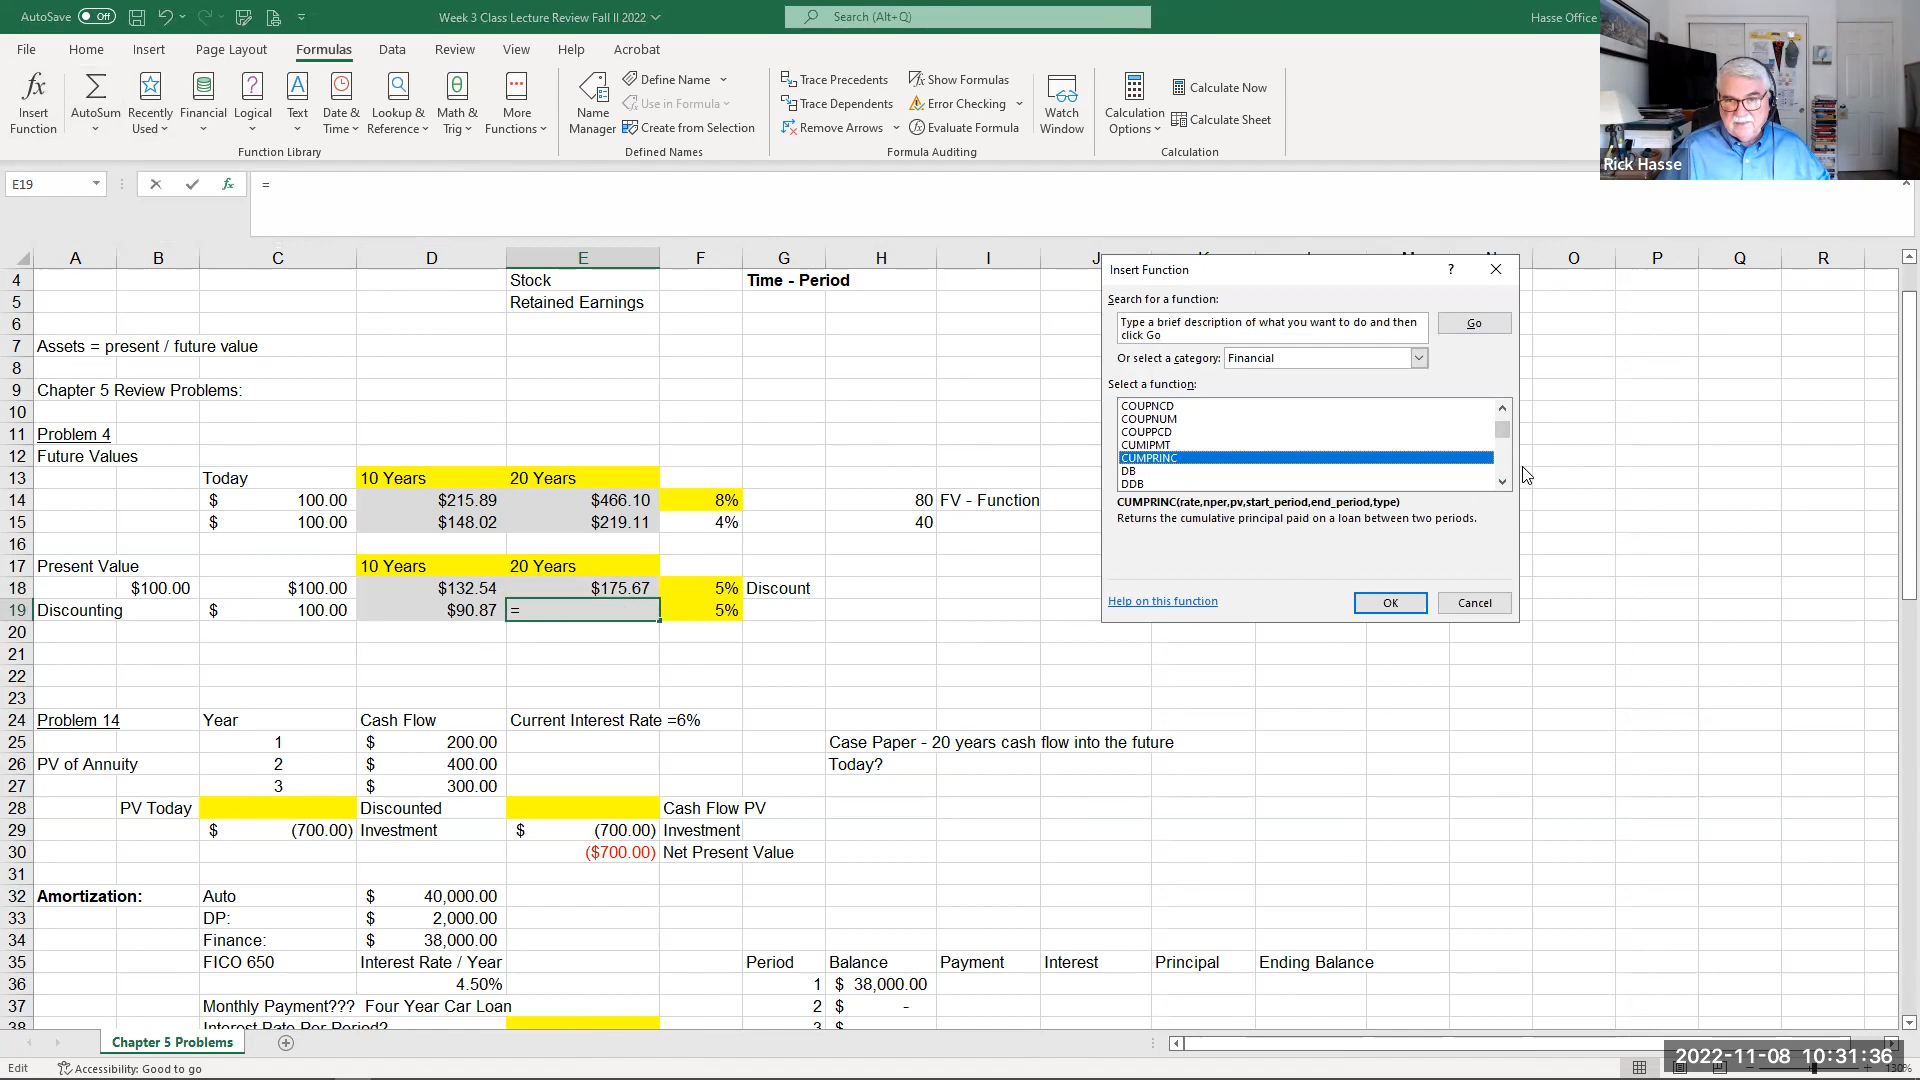 AutoSave Off Week 3 Class Lecture Review Fall II 2022 Search (Alt+Q) Hasse Office
File Home Insert Page Layout Formulas Data Review View Help Acrobat
Insert Function AutoSum Recently Used Financial Logical Text Date & Time Lookup & Reference Math & Trig More Functions
Function Library
Name Manager Define Name Use in Formula Create from Selection
Defined Names
Trace Precedents Show Formulas
Trace Dependents Error Checking
Remove Arrows Evaluate Formula
Formula Auditing
Watch Window
Calculation Options Calculate Now Calculate Sheet
Calculation
Rick Hasse
E19 fx =
A B C D E F G H I J O P Q R
4 Stock Time - Period
5 Retained Earnings
6
7 Assets = present / future value
8
9 Chapter 5 Review Problems:
10
11 Problem 4
12 Future Values
13 Today 10 Years 20 Years
14 $ 100.00 $215.89 $466.10 8% 80 FV - Function
15 $ 100.00 $148.02 $219.11 4% 40
16
17 Present Value 10 Years 20 Years
18 $100.00 $100.00 $132.54 $175.67 5% Discount
19 Discounting $ 100.00 $90.87 = 5%
20
21
22
23
24 Problem 14 Year Cash Flow Current Interest Rate =6%
25 1 $ 200.00 Case Paper - 20 years cash flow into the future
26 PV of Annuity 2 $ 400.00 Today?
27 3 $ 300.00
28 PV Today Discounted Cash Flow PV
29 $ (700.00) Investment $ (700.00) Investment
30 ($700.00) Net Present Value
31
32 Amortization: Auto $ 40,000.00
33 DP: $ 2,000.00
34 Finance: $ 38,000.00
35 FICO 650 Interest Rate / Year Period Balance Payment Interest Principal Ending Balance
36 4.50% 1 $ 38,000.00
37 Monthly Payment??? Four Year Car Loan 2 $ -
38 Interest Rate Per Period? 3 $
Insert Function ?
Search for a function:
Type a brief description of what you want to do and then
click Go
Go
Or select a category: Financial
Select a function:
COUPNCD
COUPNUM
COUPPCD
CUMIPMT
CUMPRINC
DB
DDB
CUMPRINC(rate,nper,pv,start_period,end_period,type)
Returns the cumulative principal paid on a loan between two periods.
Help on this function OK Cancel
Chapter 5 Problems
Edit Accessibility: Good to go 130%
2022-11-08 10:31:36